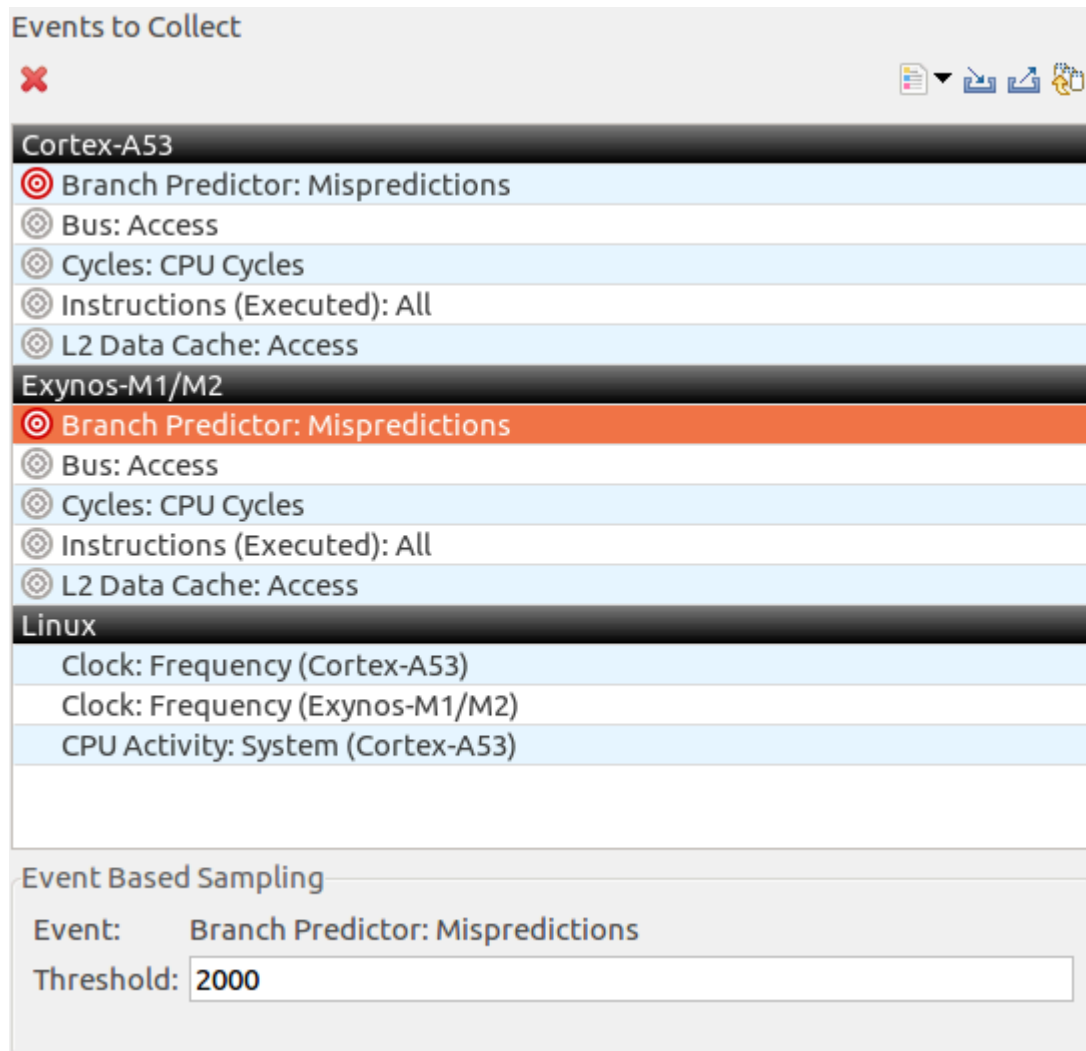 Events to Collect
Cortex-A53
Branch Predictor: Mispredictions
Bus: Access
Cycles: CPU Cycles
Instructions (Executed): All
L2 Data Cache: Access
Exynos-M1/M2
Branch Predictor: Mispredictions
Bus: Access
Cycles: CPU Cycles
Instructions (Executed): All
L2 Data Cache: Access
Linux
Clock: Frequency (Cortex-A53)
Clock: Frequency (Exynos-M1/M2)
CPU Activity: System (Cortex-A53)
Event Based Sampling
Event: Branch Predictor: Mispredictions
Threshold: 2000